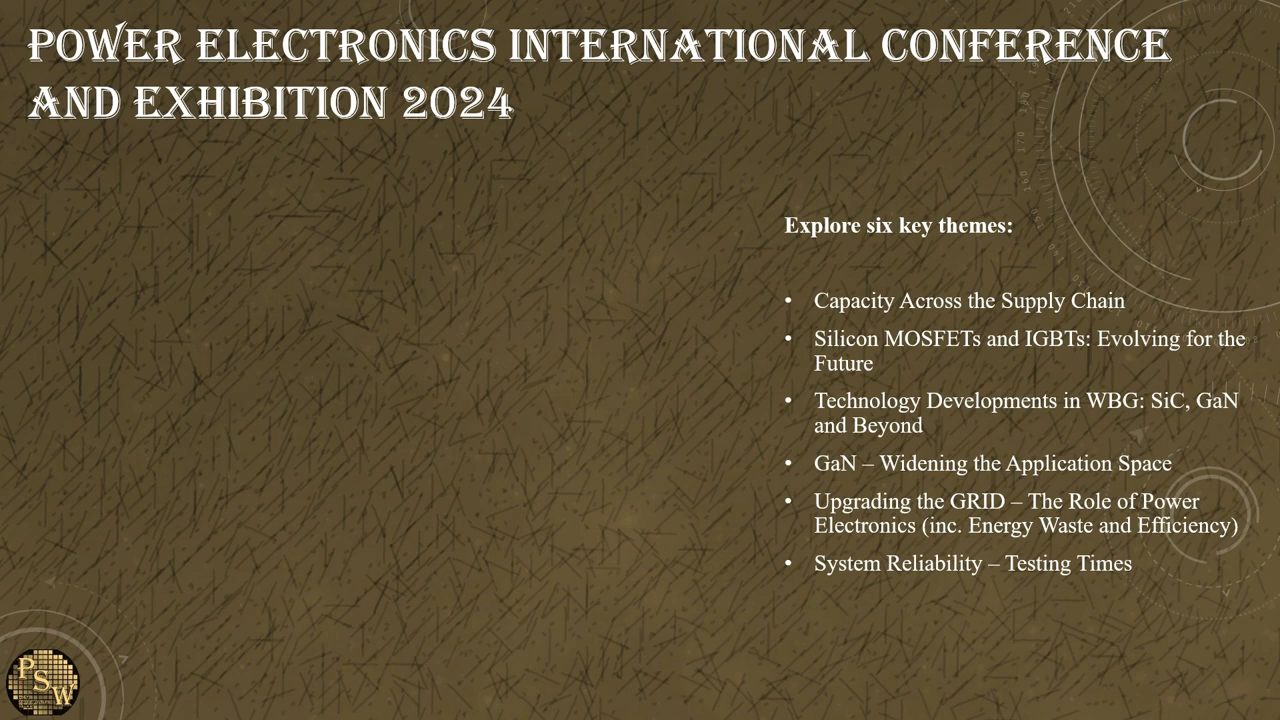 POWER ELECTRONICS INTERNATIONAL CONFERENCE
AND EXHIBITION 2024
Explore six key themes:
• Capacity Across the Supply Chain
• Silicon MOSFETs and IGBTs: Evolving for the
Future
• Technology Developments in WBG: SiC, GaN
and Beyond
• GaN – Widening the Application Space
• Upgrading the GRID – The Role of Power
Electronics (inc. Energy Waste and Efficiency)
• System Reliability – Testing Times
PSW